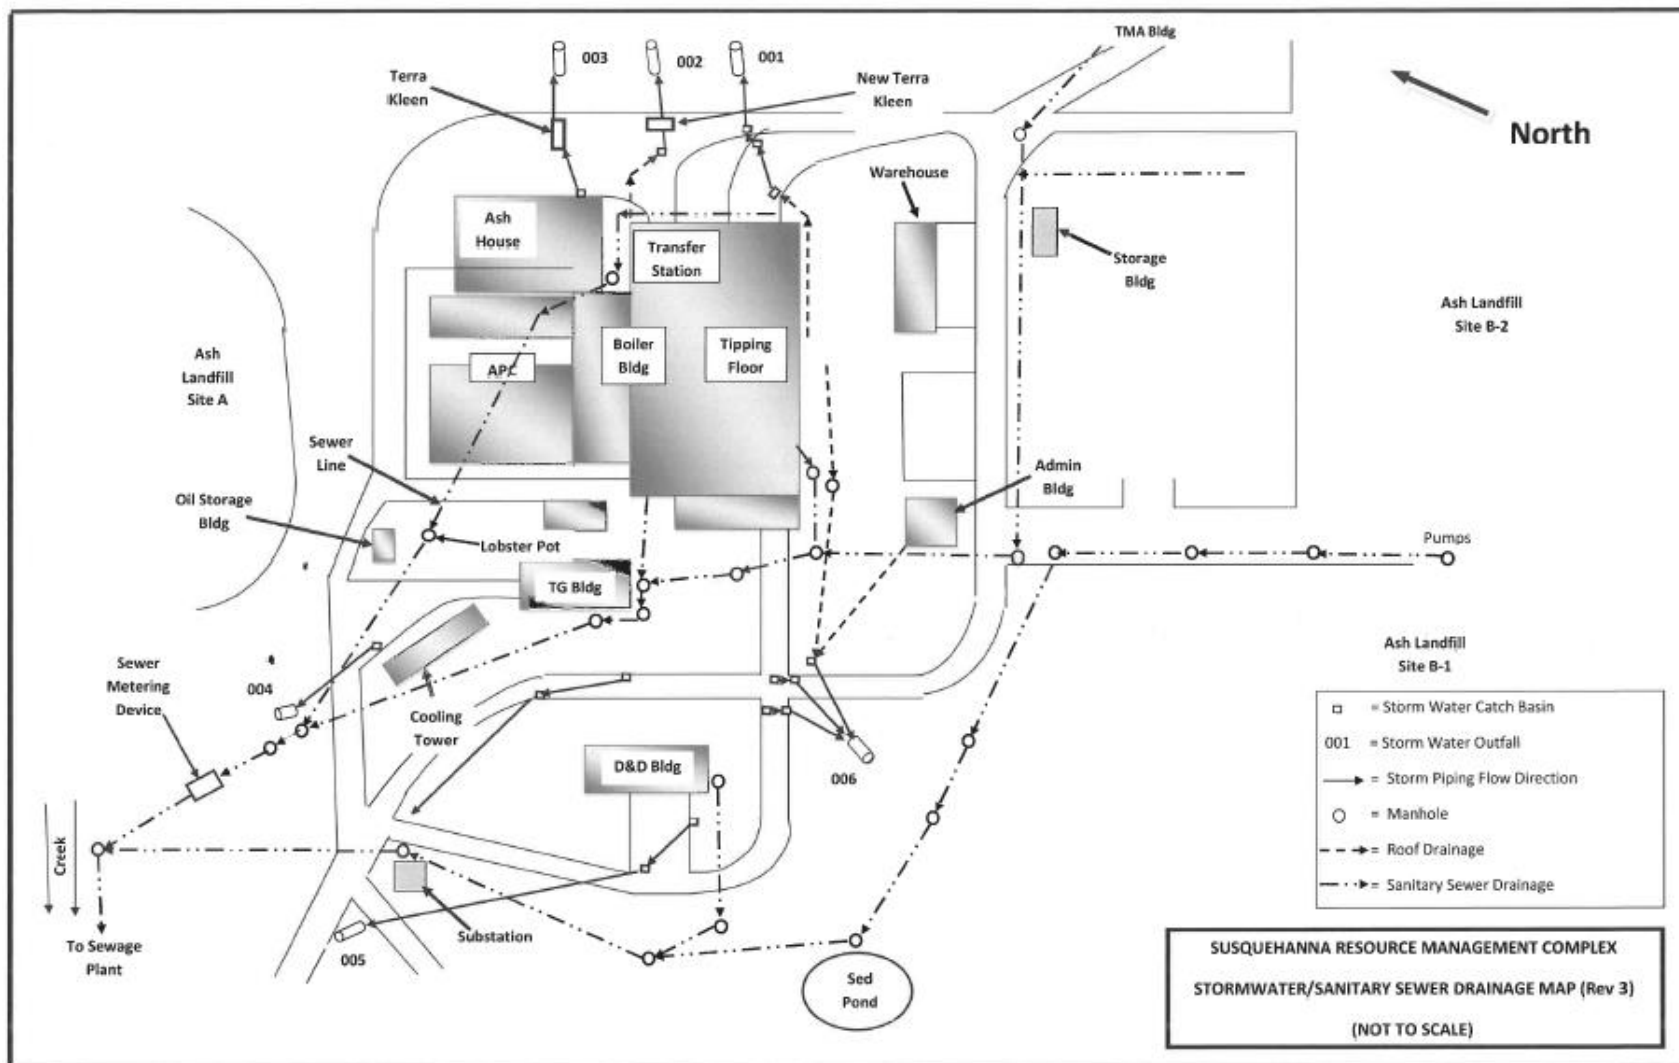 TMA Bldg
003
002
001
Terra
Kleen
New Terra
Kleen
North
Warehouse
Ash
House
Transfer
Station
Storage
Bldg
Ash Landfill
Site B-2
Ash
Landfill
Site A
APC
Boiler
Bldg
Tipping
Floor
Sewer
Line
Admin
Bldg
Oil Storage
Bldg
Lobster Pot
Pumps
TG Bldg
Ash Landfill
Site B-1
Sewer
Metering
Device
004
Cooling
Tower
= Storm Water Catch Basin
001 = Storm Water Outfall
= Storm Piping Flow Direction
= Manhole
= Roof Drainage
= Sanitary Sewer Drainage
D&D Bldg
006
Creek
To Sewage
Plant
Substation
005
Sed
Pond
SUSQUEHANNA RESOURCE MANAGEMENT COMPLEX
STORMWATER/SANITARY SEWER DRAINAGE MAP (Rev 3)
(NOT TO SCALE)